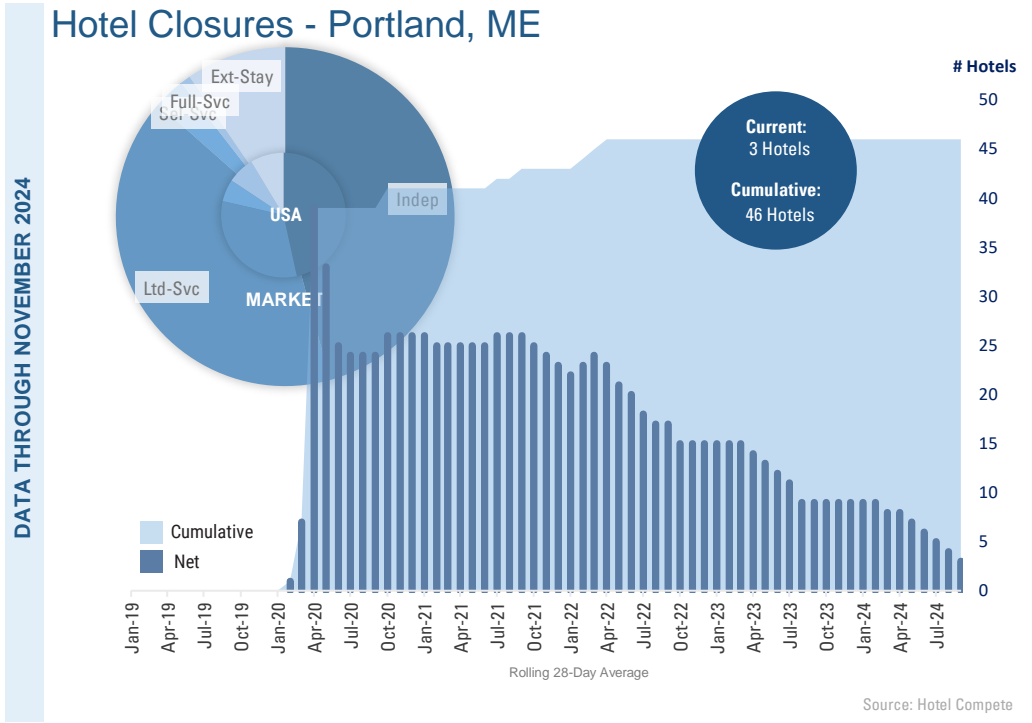 Hotel Closures - Portland, ME
DATA THROUGH NOVEMBER 2024
Ext-Stay
Full-Svc
Sel-Svc
Indep
Ltd-Svc
USA
MARKET
Current:
3 Hotels
Cumulative:
46 Hotels
# Hotels
50
45
40
35
30
25
20
15
10
5
0
Cumulative
Net
Jan-19
Apr-19
Jul-19
Oct-19
Jan-20
Apr-20
Jul-20
Oct-20
Jan-21
Apr-21
Jul-21
Oct-21
Jan-22
Apr-22
Jul-22
Oct-22
Jan-23
Apr-23
Jul-23
Oct-23
Jan-24
Apr-24
Jul-24
Rolling 28-Day Average
Source: Hotel Compete